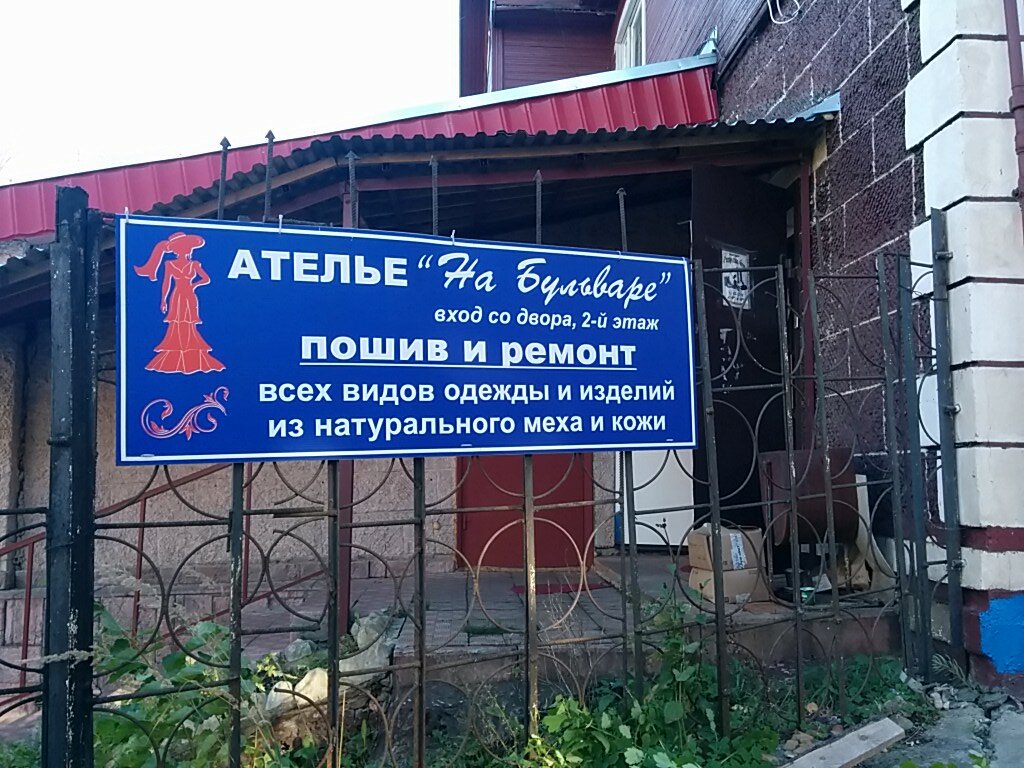 АТЕЛЬЕ "На Бульваре"
вход со двора, 2-й этаж
ПОШИВ И РЕМОНТ
ВСЕХ ВИДОВ ОДЕЖДЫ И ИЗДЕЛИЙ
ИЗ НАТУРАЛЬНОГО МЕХА И КОЖИ